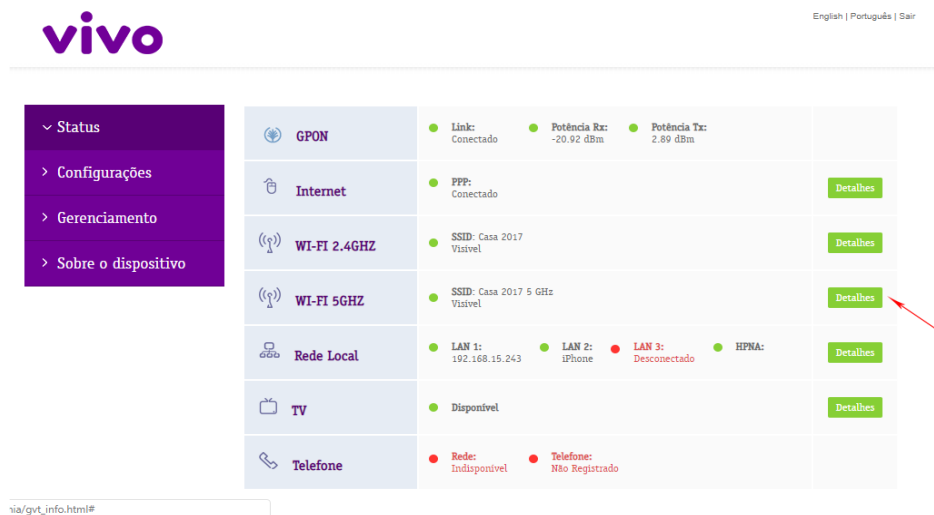 vivo
English | Português | Sair
Status
Configurações
Gerenciamento
Sobre o dispositivo
GPON
Link:
Conectado
Potência Rx:
-20.92 dBm
Potência Tx:
2.89 dBm
Internet
PPP:
Conectado
Detalhes
WI-FI 2.4GHZ
SSID: Casa 2017
Visível
Detalhes
WI-FI 5GHZ
SSID: Casa 2017 5 GHz
Visível
Detalhes
Rede Local
LAN 1:
192.168.15.243
LAN 2:
iPhone
LAN 3:
Desconectado
HPNA:
Detalhes
TV
Disponível
Detalhes
Telefone
Rede:
Indisponível
Telefone:
Não Registrado
nia/gvt_info.html#